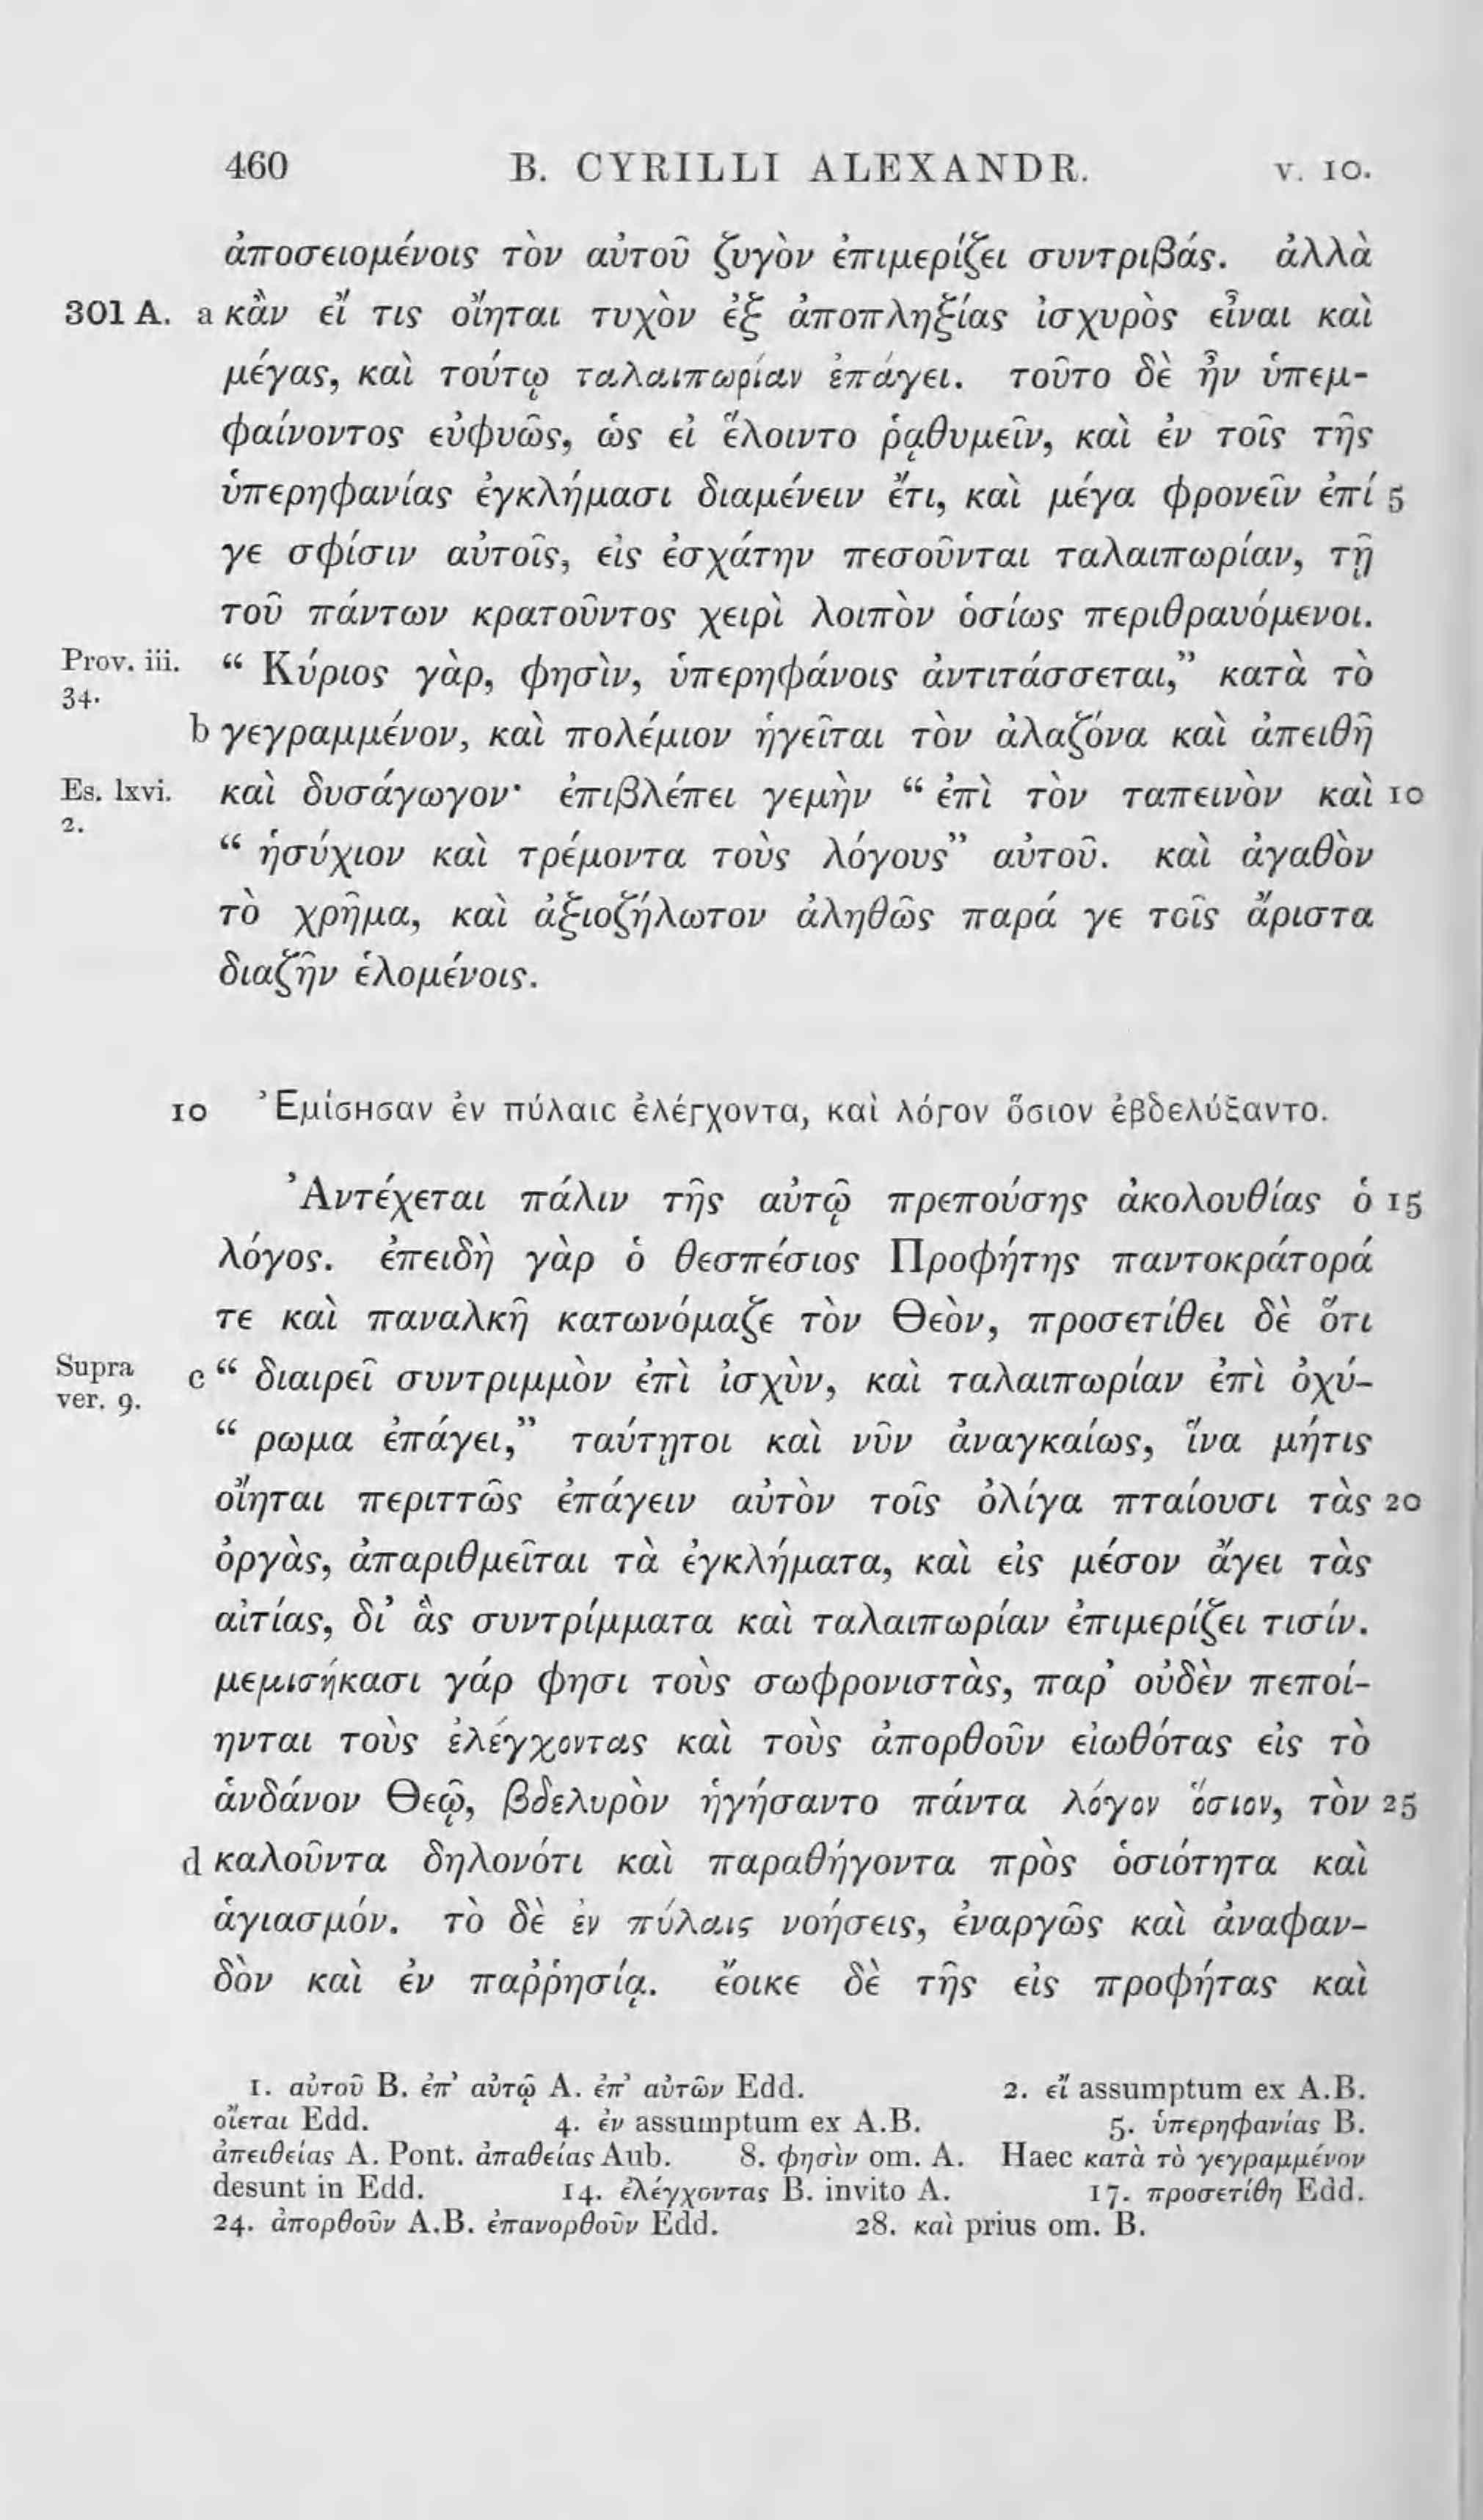 460 B. CYRILLI ALEXANDR. V. 10.
ἀποσειομένοις τὸν αὐτοῦ ζυγὸν ἐπιμερίζει συντριβάς. ἀλλὰ
301 A. a κἂν εἴ τις οἴηται τυχὸν ἐξ ἀποπληξίας ἰσχυρὸς εἶναι καὶ
μέγας, καὶ τούτῳ ταλαιπωρίαν ἐπάγει. τοῦτο δὲ ἦν ὑπεμ-
φαίνοντος εὐφυῶς, ὡς εἰ ἕλοιντο ῥᾳθυμεῖν, καὶ ἐν τοῖς τῆς
ὑπερηφανίας ἐγκλήμασι διαμένειν ἔτι, καὶ μέγα φρονεῖν ἐπί 5
γε σφίσιν αὐτοῖς, εἰς ἐσχάτην πεσοῦνται ταλαιπωρίαν, τῇ
τοῦ πάντων κρατοῦντος χειρὶ λοιπὸν ὁσίως περιθραυόμενοι.
Prov. iii. 34. “ Κύριος γὰρ, φησὶν, ὑπερηφάνοις ἀντιτάσσεται,” κατὰ τὸ
b γεγραμμένον, καὶ πολέμιον ἡγεῖται τὸν ἀλαζόνα καὶ ἀπειθῆ
Es. lxvi. 2. καὶ δυσάγωγον· ἐπιβλέπει γεμὴν “ ἐπὶ τὸν ταπεινὸν καὶ 10
“ ἡσύχιον καὶ τρέμοντα τοὺς λόγους” αὐτοῦ. καὶ ἀγαθὸν
τὸ χρῆμα, καὶ ἀξιοζήλωτον ἀληθῶς παρά γε τοῖς ἄριστα
διαζῆν ἑλομένοις.
10 Ἐμίσησαν ἐν πύλαις ἐλέγχοντα, καὶ λόγον ὅσιον ἐβδελύξαντο.
Ἀντέχεται πάλιν τῆς αὐτῷ πρεπούσης ἀκολουθίας ὁ 15
λόγος. ἐπειδὴ γὰρ ὁ θεσπέσιος Προφήτης παντοκράτορά
τε καὶ παναλκῆ κατωνόμαζε τὸν Θεὸν, προσετίθει δὲ ὅτι
Supra ver. 9. c “ διαιρεῖ συντριμμὸν ἐπὶ ἰσχὺν, καὶ ταλαιπωρίαν ἐπὶ ὀχύ-
“ ρωμα ἐπάγει,” ταύτῃτοι καὶ νῦν ἀναγκαίως, ἵνα μήτις
οἴηται περιττῶς ἐπάγειν αὐτὸν τοῖς ὀλίγα πταίουσι τὰς 20
ὀργὰς, ἀπαριθμεῖται τὰ ἐγκλήματα, καὶ εἰς μέσον ἄγει τὰς
αἰτίας, δι’ ἃς συντρίμματα καὶ ταλαιπωρίαν ἐπιμερίζει τισίν.
μεμισήκασι γάρ φησι τοὺς σωφρονιστὰς, παρ’ οὐδὲν πεποί-
ηνται τοὺς ἐλέγχοντας καὶ τοὺς ἀπορθοῦν εἰωθότας εἰς τὸ
ἁνδάνον Θεῷ, βδελυρὸν ἡγήσαντο πάντα λόγον ὅσιον, τὸν 25
d καλοῦντα δηλονότι καὶ παραθήγοντα πρὸς ὁσιότητα καὶ
ἁγιασμόν. τὸ δὲ ἐν πύλαις νοήσεις, ἐναργῶς καὶ ἀναφαν-
δὸν καὶ ἐν παῤῥησίᾳ. ἔοικε δὲ τῆς εἰς προφήτας καὶ
1. αὐτοῦ B. ἐπ’ αὐτῷ A. ἐπ’ αὐτῶν Edd. 2. εἴ assumptum ex A.B.
οἴεται Edd. 4. ἐν assumptum ex A.B. 5. ὑπερηφανίας B.
ἀπειθείας A. Pont. ἀπαθείας Aub. 8. φησὶν om. A. Haec κατὰ τὸ γεγραμμένον
desunt in Edd. 14. ἐλέγχοντας B. invito A. 17. προσετίθη Edd.
24. ἀπορθοῦν A.B. ἐπανορθοῦν Edd. 28. καὶ prius om. B.